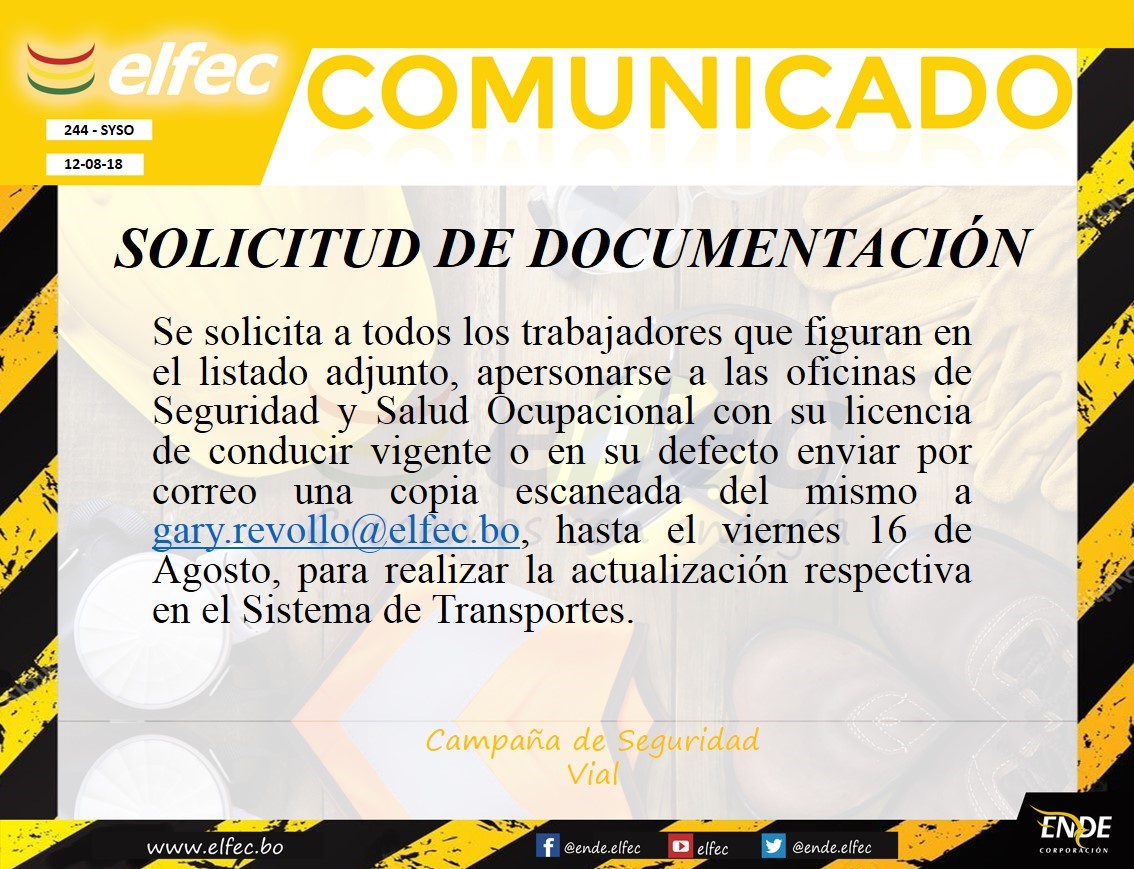 elfec
COMUNICADO
244 - SYSO
12-08-18
SOLICITUD DE DOCUMENTACIÓN
Se solicita a todos los trabajadores que figuran en
el listado adjunto, apersonarse a las oficinas de
Seguridad y Salud Ocupacional con su licencia
de conducir vigente o en su defecto enviar por
correo una copia escaneada del mismo a
gary.revollo@elfec.bo, hasta el viernes 16 de
Agosto, para realizar la actualización respectiva
en el Sistema de Transportes.
Campaña de Seguridad
Vial
www.elfec.bo
@ende.elfec
elfec
@ende.elfec
ENDE
CORPORACIÓN